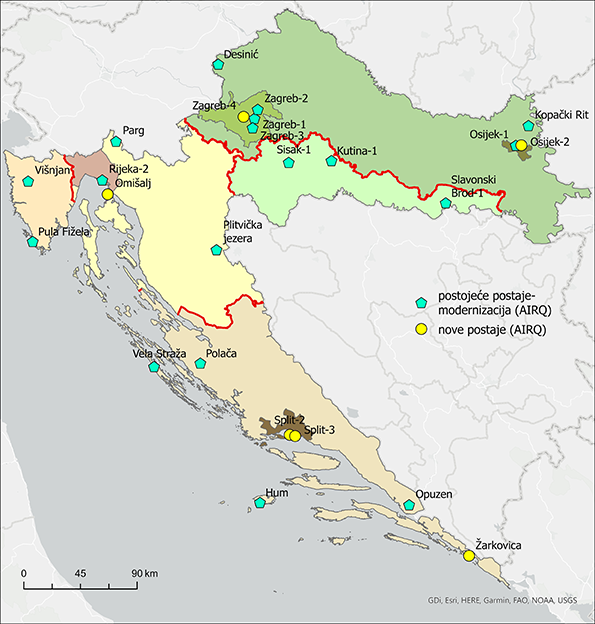 Desinić
Zagreb-2
Zagreb-4
Zagreb-1
Zagreb-3
Kopački Rit
Osijek-1
Osijek-2
Parg
Sisak-1
Kutina-1
Višnjan
Rijeka-2
Omišalj
Slavonski
Brod-1
Pula Fižela
Plitvička
jezera
postojeće postaje-
modernizacija (AIRQ)
nove postaje (AIRQ)
Vela Straža
Polača
Split-2
Split-3
Hum
Opuzen
Žarkovica
0 45 90 km
GDi, Esri, HERE, Garmin, FAO, NOAA, USGS